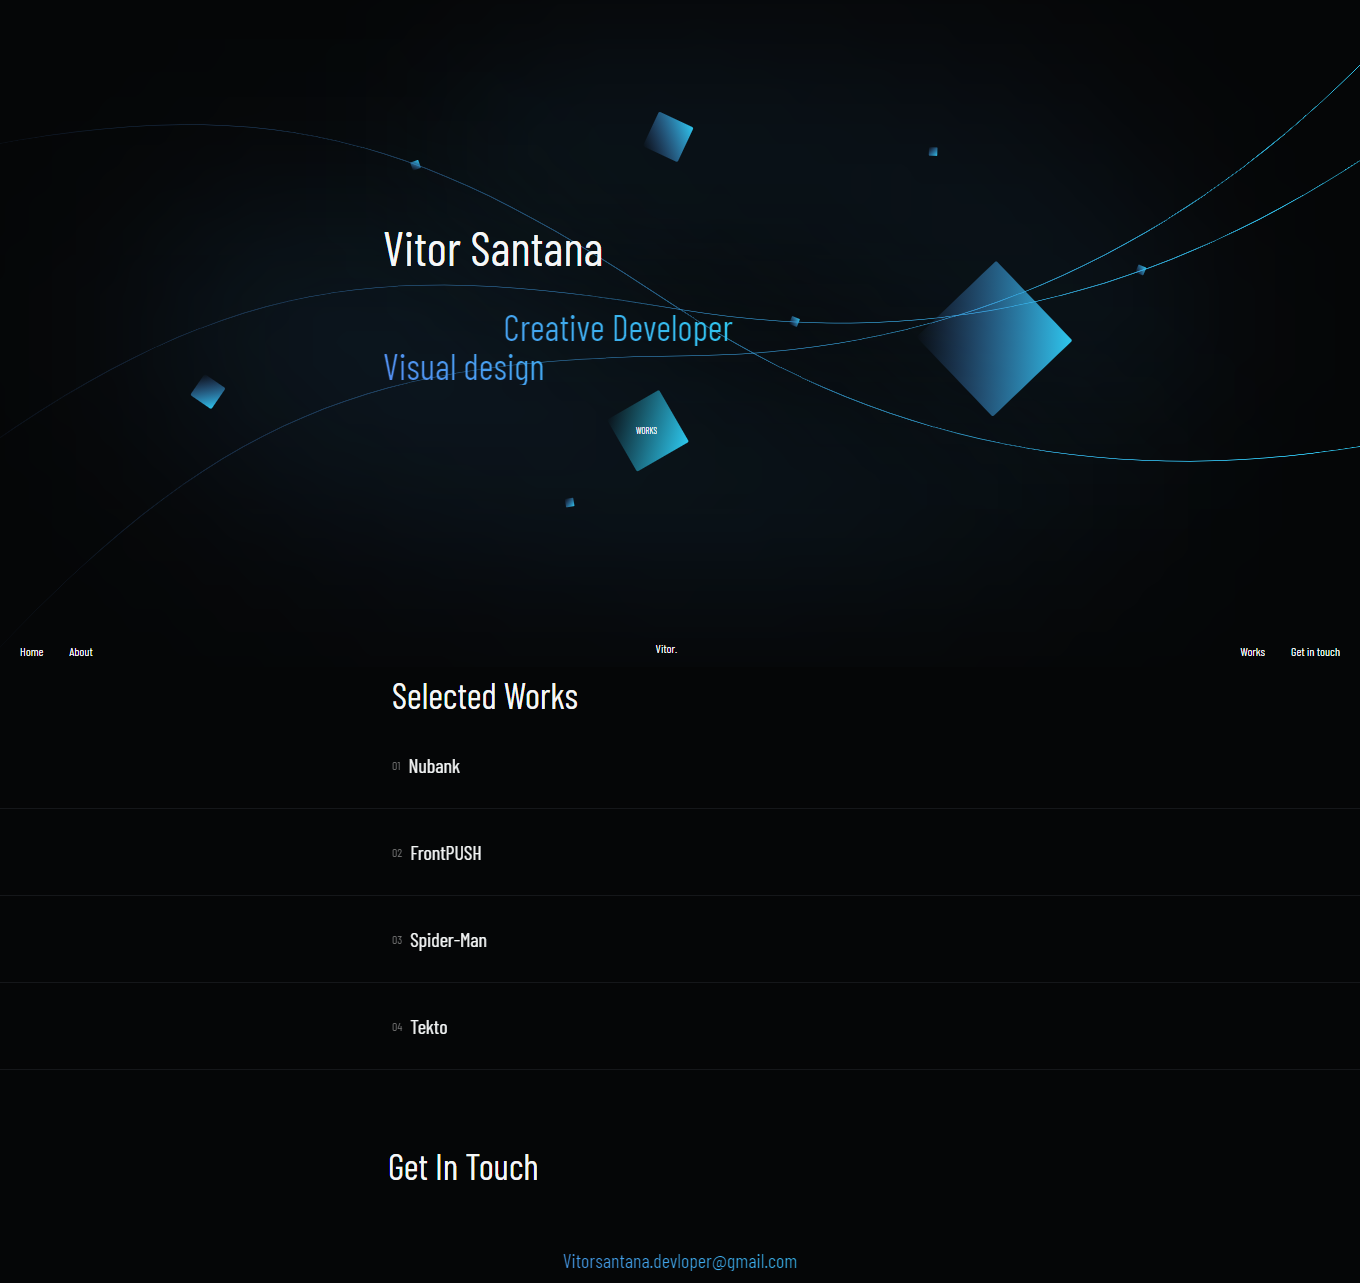 Vitor Santana
Creative Developer
Visual design
WORKS
Home About Vitor. Works Get in touch
Selected Works
01 Nubank
02 FrontPUSH
03 Spider-Man
04 Tekto
Get In Touch
Vitorsantana.devloper@gmail.com